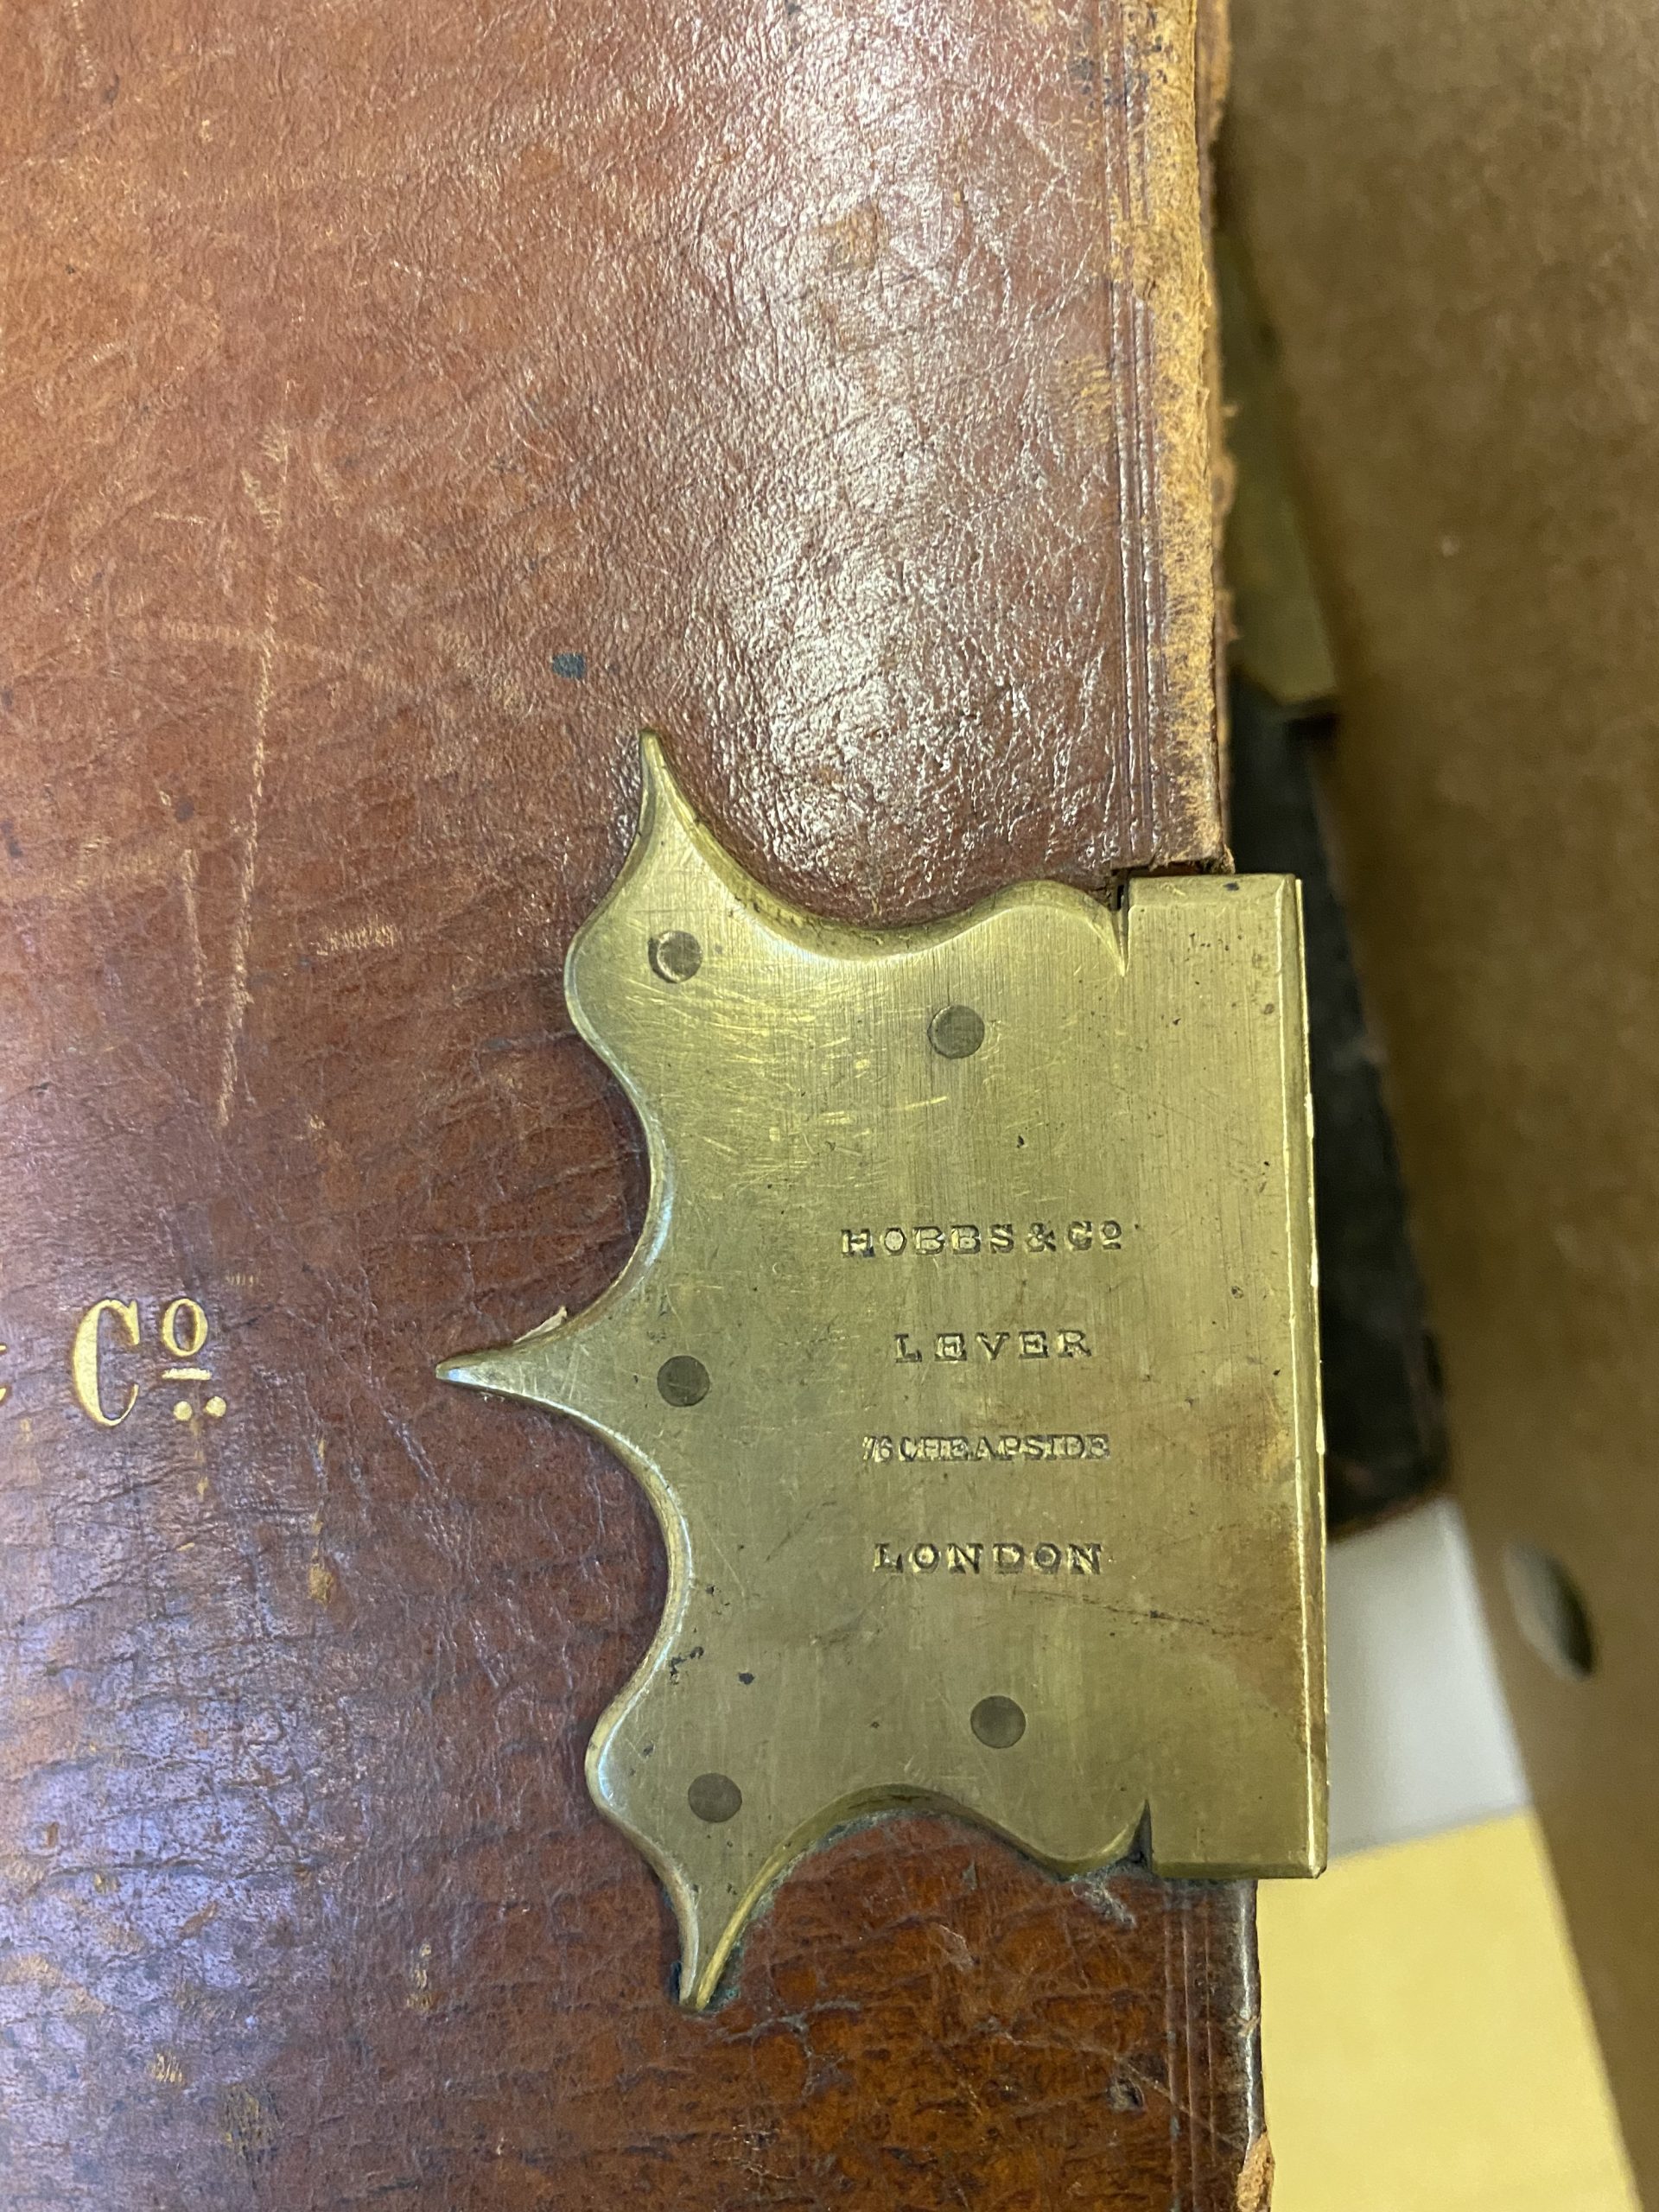 Cº
HOBBS & Cº
LEVER
76 CHEAPSIDE
LONDON